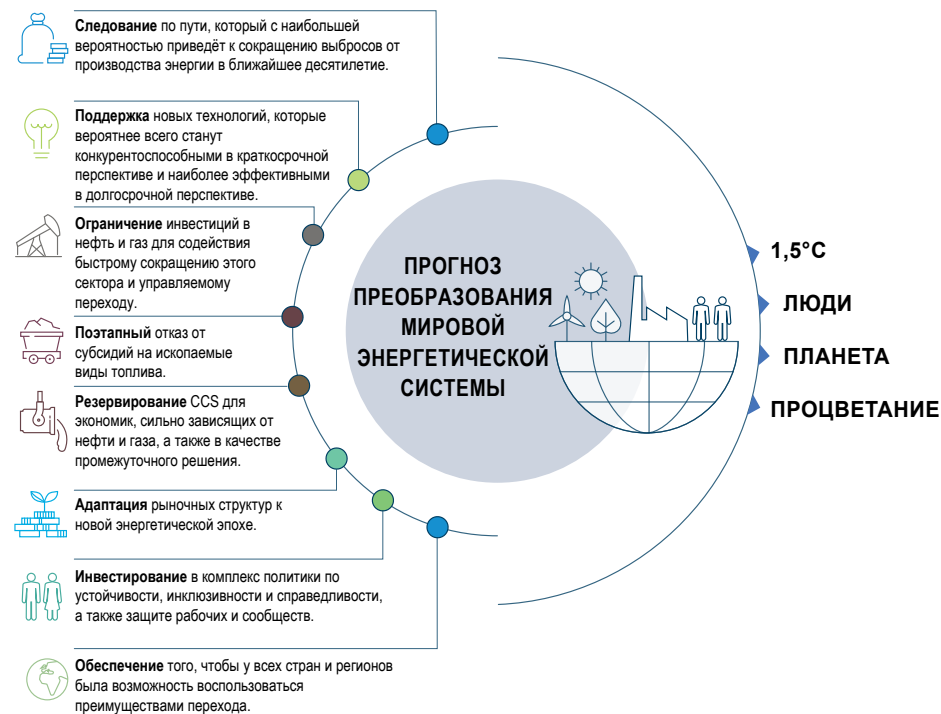 Следование по пути, который с наибольшей
вероятностью приведёт к сокращению выбросов от
производства энергии в ближайшее десятилетие.
Поддержка новых технологий, которые
вероятнее всего станут
конкурентоспособными в краткосрочной
перспективе и наиболее эффективными
в долгосрочной перспективе.
Ограничение инвестиций в
нефть и газ для содействия
быстрому сокращению этого
сектора и управляемому
переходу.
Поэтапный отказ от
субсидий на ископаемые
виды топлива.
Резервирование CCS для
экономик, сильно зависящих от
нефти и газа, а также в качестве
промежуточного решения.
Адаптация рыночных структур к
новой энергетической эпохе.
Инвестирование в комплекс политики по
устойчивости, инклюзивности и справедливости,
а также защите рабочих и сообществ.
Обеспечение того, чтобы у всех стран и регионов
была возможность воспользоваться
преимуществами перехода.
ПРОГНОЗ
ПРЕОБРАЗОВАНИЯ
МИРОВОЙ
ЭНЕРГЕТИЧЕСКОЙ
СИСТЕМЫ
1,5°C
ЛЮДИ
ПЛАНЕТА
ПРОЦВЕТАНИЕ